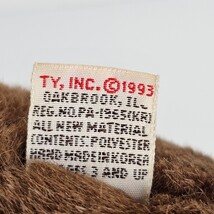 TY, INC. ©1993
OAKBROOK, IL,
REG.NO.PA-1965(KR)
ALL NEW MATERIAL
CONTENTS: POLYESTER
HAND MADE IN KOREA
AGES 3 AND UP